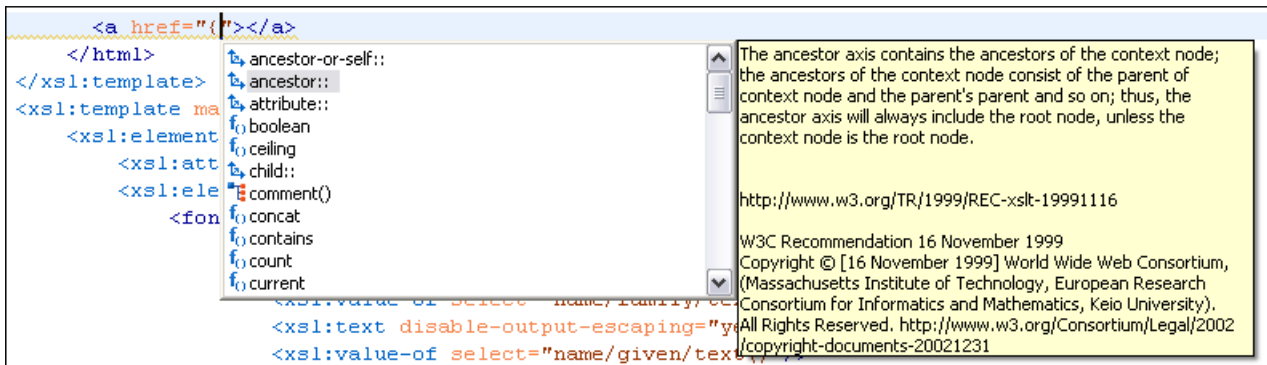 <a href="{"></a>
</html>
</xsl:template>
<xsl:template ma
<xsl:element
<xsl:att
<xsl:ele
<fon
ancestor-or-self::
ancestor::
attribute::
boolean
ceiling
child::
comment()
concat
contains
count
current
The ancestor axis contains the ancestors of the context node;
the ancestors of the context node consist of the parent of
context node and the parent's parent and so on; thus, the
ancestor axis will always include the root node, unless the
context node is the root node.
http://www.w3.org/TR/1999/REC-xslt-19991116
W3C Recommendation 16 November 1999
Copyright © [16 November 1999] World Wide Web Consortium,
(Massachusetts Institute of Technology, European Research
Consortium for Informatics and Mathematics, Keio University).
All Rights Reserved. http://www.w3.org/Consortium/Legal/2002
/copyright-documents-20021231
<xsl:value-of select="name/family/te
<xsl:text disable-output-escaping="ye
<xsl:value-of select="name/given/text()"/>